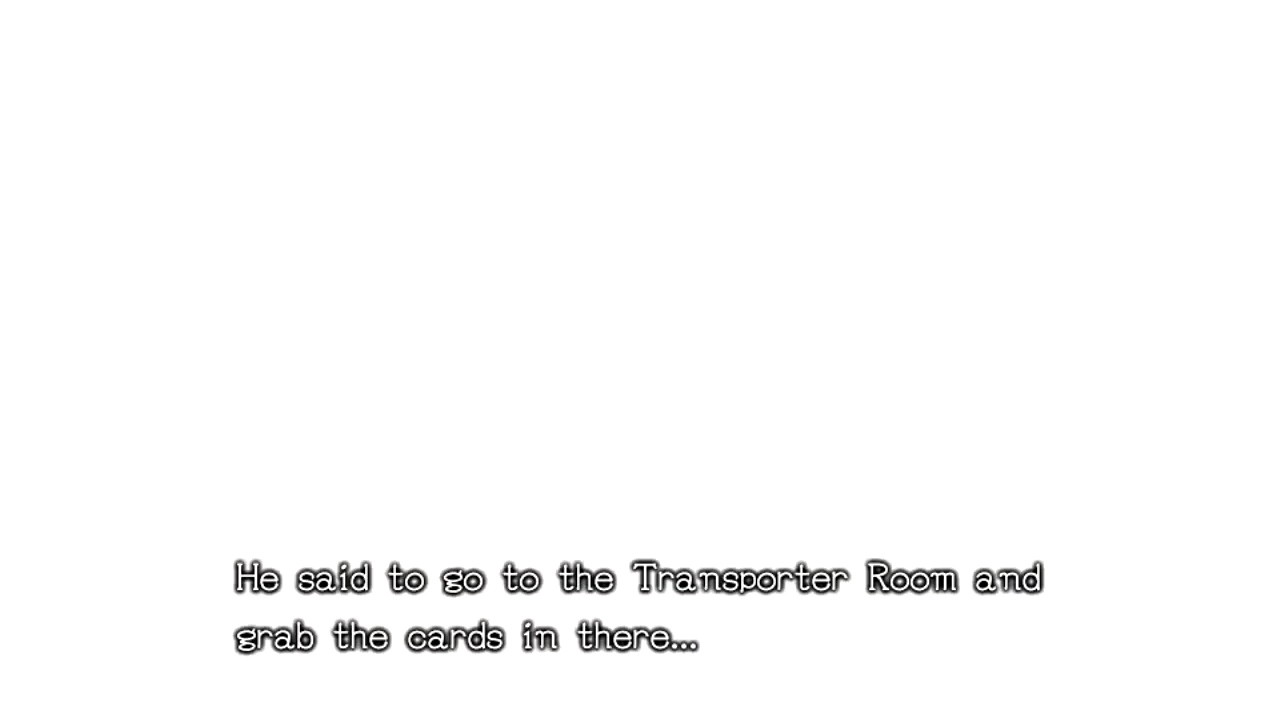 He said to go to the Transporter Room and
grab the cards in there...